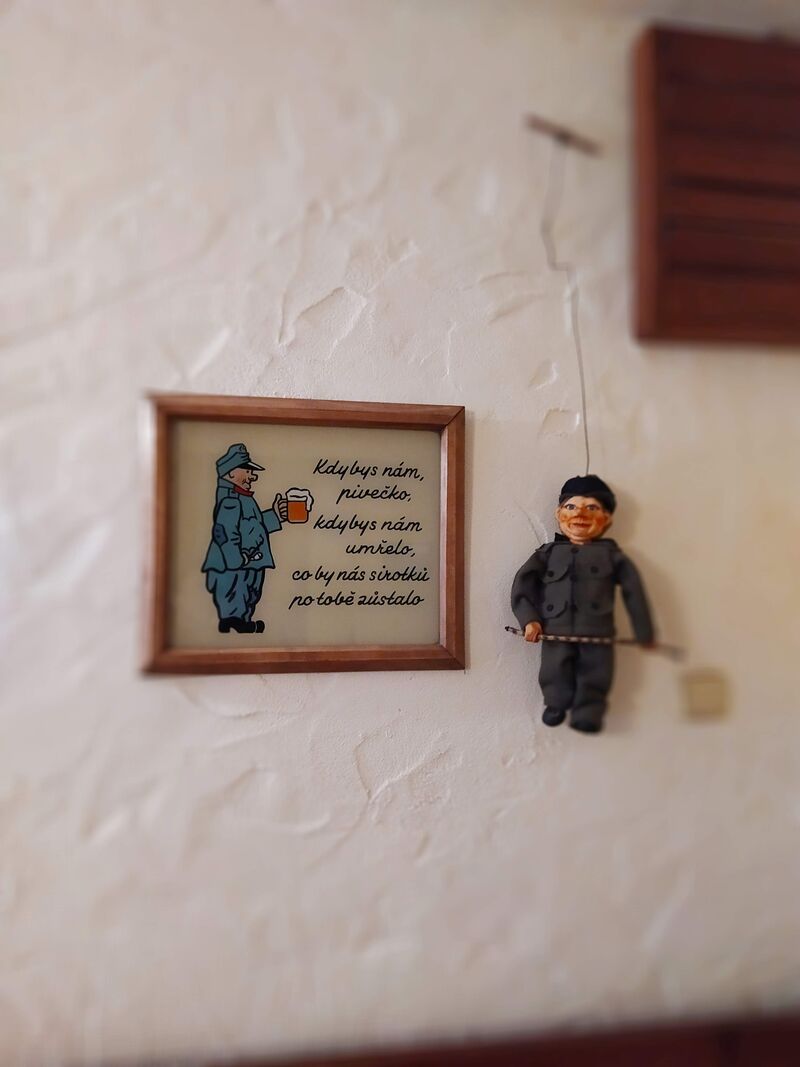 Kdybys nám,
pivečko,
kdybys nám
umřelo,
co by nás sirotků
po tobě zůstalo